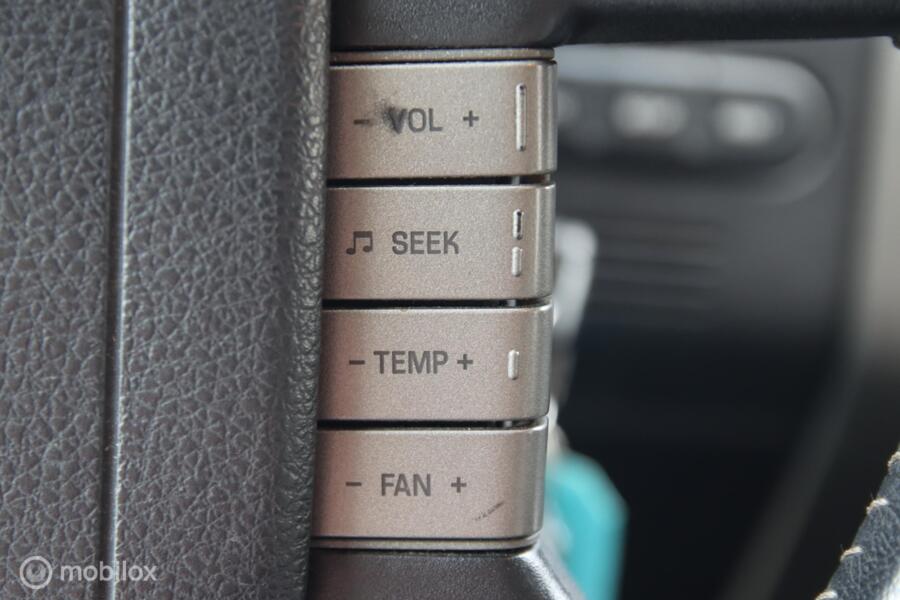 - VOL +
♫ SEEK
- TEMP +
- FAN +
mobilox